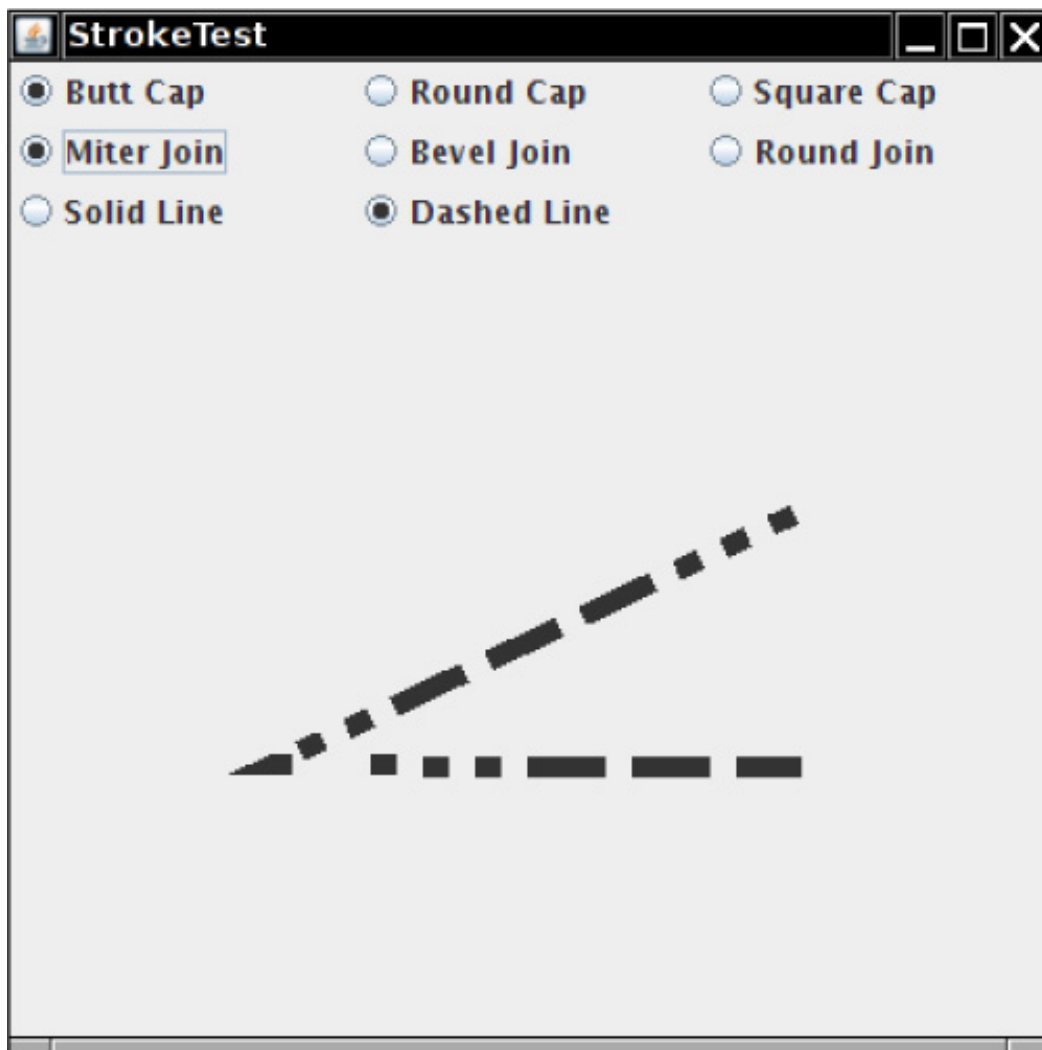 StrokeTest
Butt Cap Round Cap Square Cap
Miter Join Bevel Join Round Join
Solid Line Dashed Line